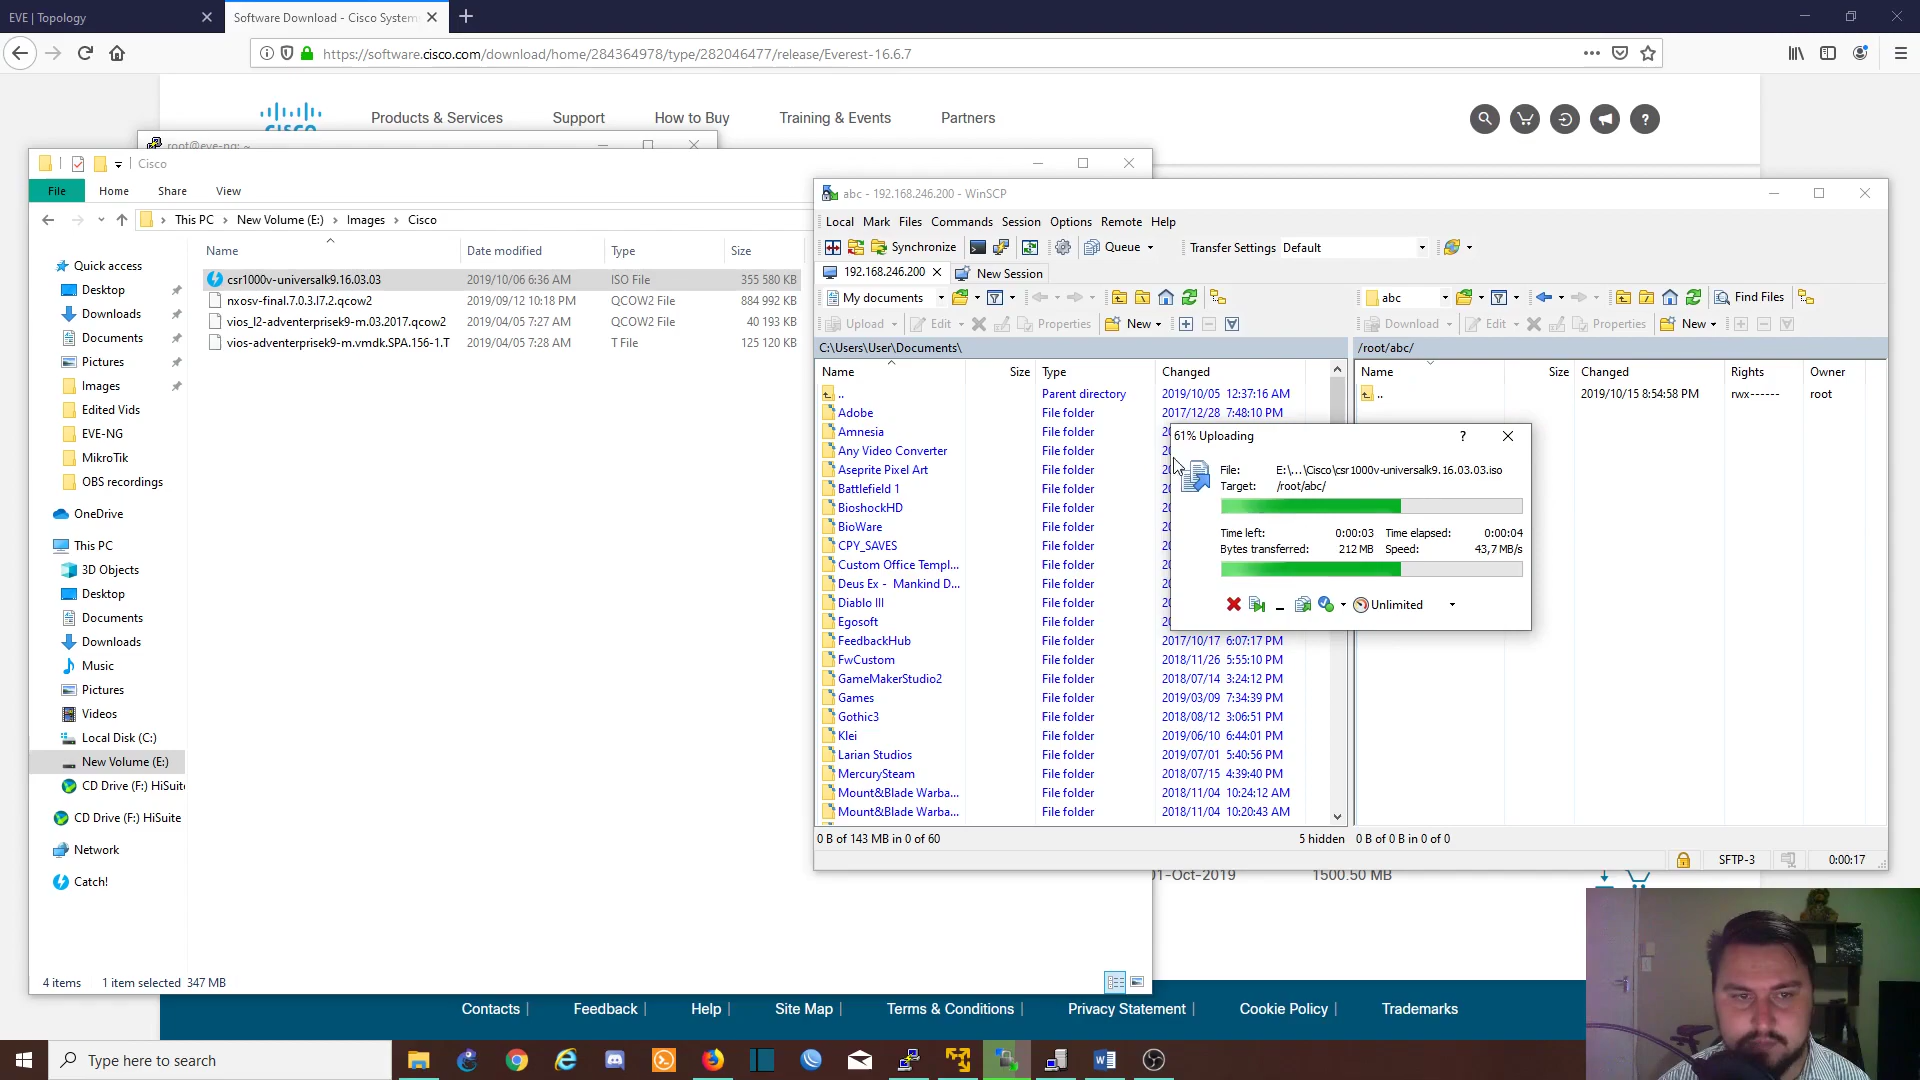 EVE | Topology
Software Download - Cisco System
https://software.cisco.com/download/home/284364978/type/282046477/release/Everest-16.6.7
CISCO
Products & Services
Support
How to Buy
Training & Events
Partners
root@eve-ng: ~
Cisco
File
Home
Share
View
This PC
New Volume (E:)
Images
Cisco
Name
Date modified
Type
Size
csr1000v-universalk9.16.03.03 2019/10/06 6:36 AM ISO File 355 580 KB
nxosv-final.7.0.3.I7.2.qcow2 2019/09/12 10:18 PM QCOW2 File 884 992 KB
vios_l2-adventerprisek9-m.03.2017.qcow2 2019/04/05 7:27 AM QCOW2 File 40 193 KB
vios-adventerprisek9-m.vmdk.SPA.156-1.T 2019/04/05 7:28 AM T File 125 120 KB
Quick access
Desktop
Downloads
Documents
Pictures
Images
Edited Vids
EVE-NG
MikroTik
OBS recordings
OneDrive
This PC
3D Objects
Desktop
Documents
Downloads
Music
Pictures
Videos
Local Disk (C:)
New Volume (E:)
CD Drive (F:) HiSuit
CD Drive (F:) HiSuite
Network
Catch!
4 items
1 item selected 347 MB
abc - 192.168.246.200 - WinSCP
Local Mark Files Commands Session Options Remote Help
Synchronize
Queue
Transfer Settings Default
192.168.246.200
New Session
My documents
Upload
Edit
Properties
New
C:\Users\User\Documents\
Name Size Type Changed
.. Parent directory 2019/10/05 12:37:16 AM
Adobe File folder 2017/12/28 7:48:10 PM
Amnesia File folder 20
Any Video Converter File folder 20
Aseprite Pixel Art File folder 20
Battlefield 1 File folder 20
BioshockHD File folder 20
BioWare File folder 20
CPY_SAVES File folder 20
Custom Office Templ... File folder 20
Deus Ex - Mankind D... File folder 20
Diablo III File folder 20
Egosoft File folder 20
FeedbackHub File folder 2017/10/17 6:07:17 PM
FwCustom File folder 2018/11/26 5:55:10 PM
GameMakerStudio2 File folder 2018/07/14 3:24:12 PM
Games File folder 2019/03/09 7:34:39 PM
Gothic3 File folder 2018/08/12 3:06:51 PM
Klei File folder 2019/06/10 6:44:01 PM
Larian Studios File folder 2019/07/01 5:40:56 PM
MercurySteam File folder 2018/07/15 4:39:40 PM
Mount&Blade Warba... File folder 2018/11/04 10:24:12 AM
Mount&Blade Warba... File folder 2018/11/04 10:20:43 AM
0 B of 143 MB in 0 of 60
5 hidden
abc
Find Files
Download
Edit
Properties
New
/root/abc/
Name Size Changed Rights Owner
.. 2019/10/15 8:54:58 PM rwx------ root
0 B of 0 B in 0 of 0
SFTP-3
0:00:17
61% Uploading
?
File: E:\...\Cisco\csr1000v-universalk9.16.03.03.iso
Target: /root/abc/
Time left: 0:00:03 Time elapsed: 0:00:04
Bytes transferred: 212 MB Speed: 43,7 MB/s
Unlimited
01-Oct-2019
1500.50 MB
Contacts |
Feedback |
Help |
Site Map |
Terms & Conditions |
Privacy Statement |
Cookie Policy |
Trademarks
Type here to search